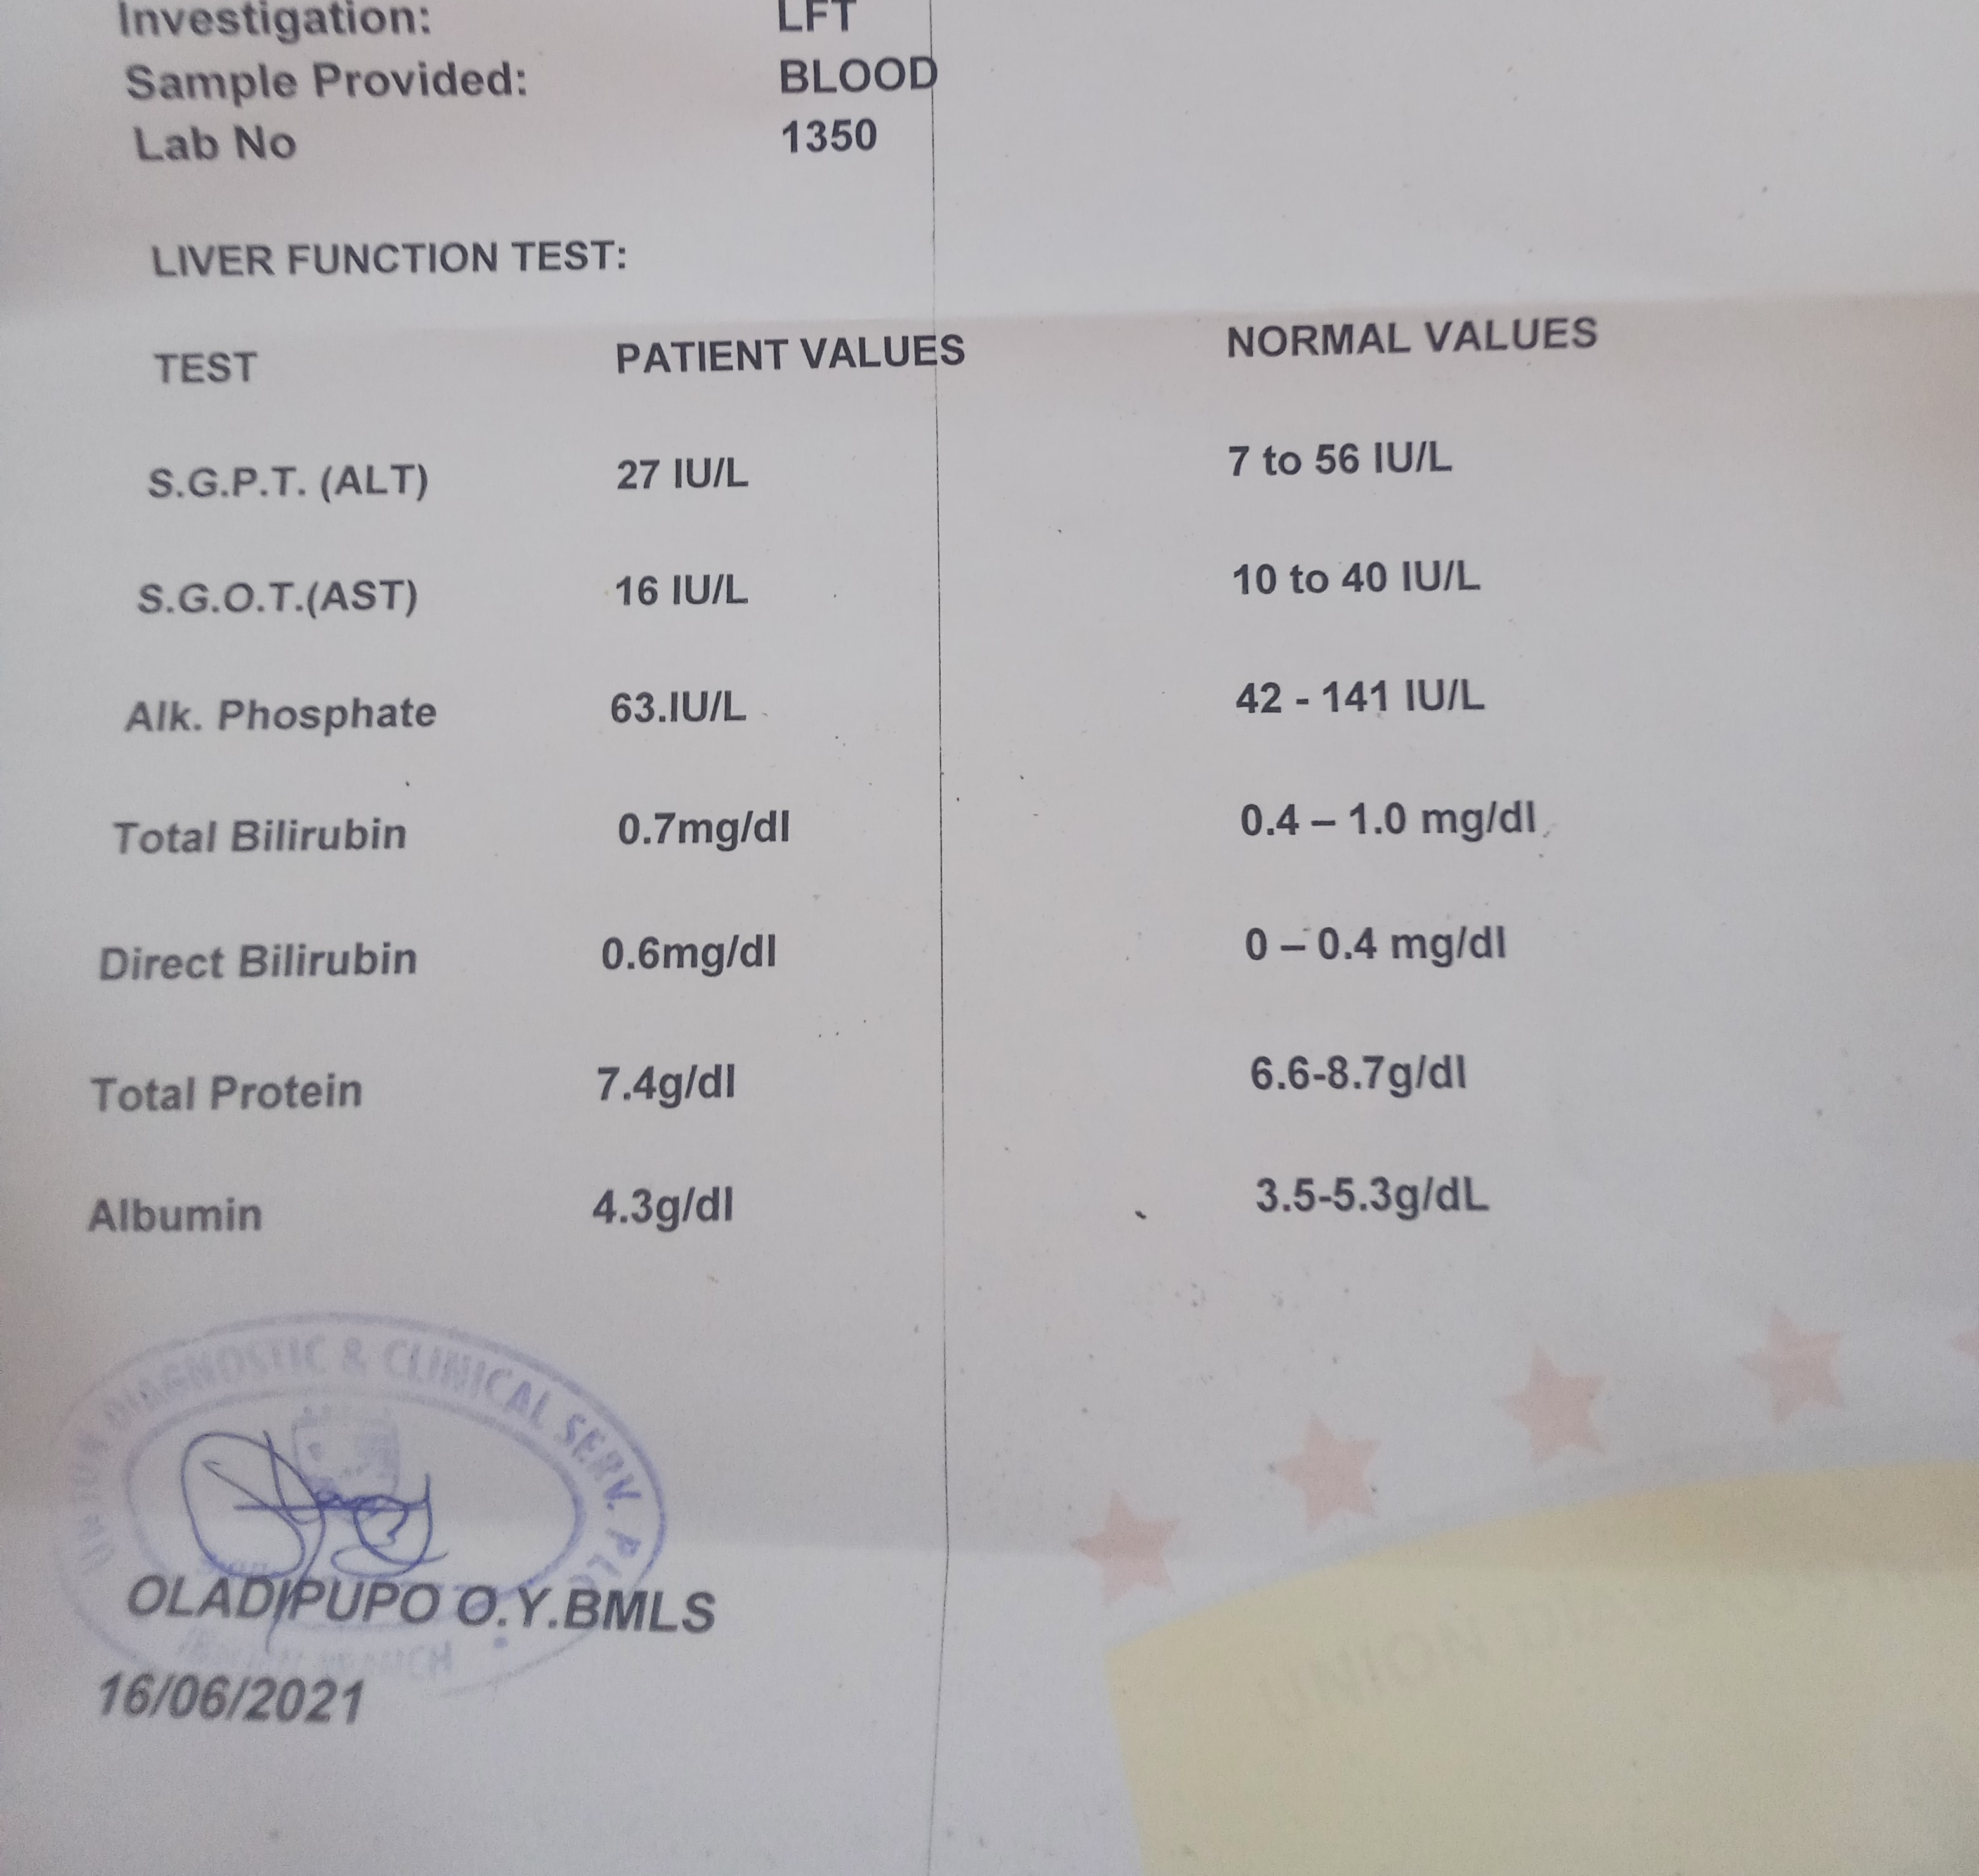 Investigation: LFT
Sample Provided: BLOOD
Lab No 1350
LIVER FUNCTION TEST:
TEST PATIENT VALUES NORMAL VALUES
S.G.P.T. (ALT) 27 IU/L 7 to 56 IU/L
S.G.O.T.(AST) 16 IU/L 10 to 40 IU/L
Alk. Phosphate 63.IU/L 42 - 141 IU/L
Total Bilirubin 0.7mg/dl 0.4 – 1.0 mg/dl
Direct Bilirubin 0.6mg/dl 0 – 0.4 mg/dl
Total Protein 7.4g/dl 6.6-8.7g/dl
Albumin 4.3g/dl 3.5-5.3g/dL
DIAGNOSTIC & CLINICAL SERV.
OLADIPUPO O.Y.BMLS
BRANCH
16/06/2021